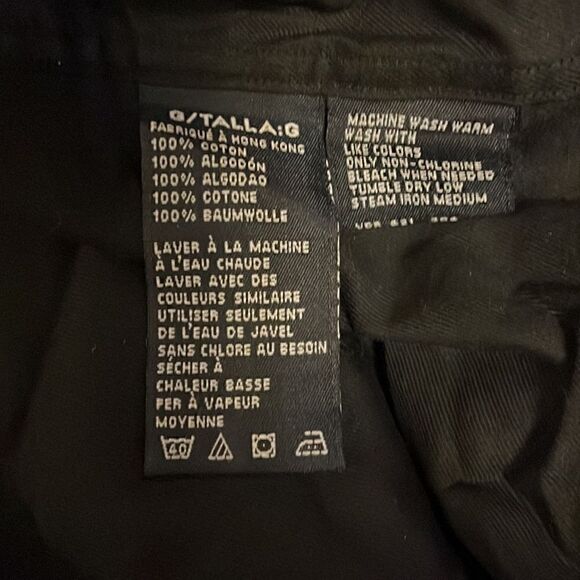 G/TALLA:G
FABRIQUÉ À HONG KONG
100% COTON
100% ALGODÓN
100% ALGODAO
100% COTONE
100% BAUMWOLLE
LAVER À LA MACHINE
À L'EAU CHAUDE
LAVER AVEC DES
COULEURS SIMILAIRE
UTILISER SEULEMENT
DE L'EAU DE JAVEL
SANS CHLORE AU BESOIN
SÉCHER À
CHALEUR BASSE
FER À VAPEUR
MOYENNE
40
MACHINE WASH WARM
WASH WITH
LIKE COLORS
ONLY NON-CHLORINE
BLEACH WHEN NEEDED
TUMBLE DRY LOW
STEAM IRON MEDIUM